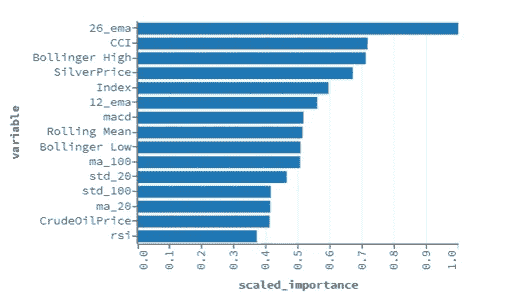 26_ema
CCI
Bollinger High
SilverPrice
Index
12_ema
macd
Rolling Mean
Bollinger Low
ma_100
std_20
std_100
ma_20
CrudeOilPrice
rsi
variable
0.0 0.1 0.2 0.3 0.4 0.5 0.6 0.7 0.8 0.9 1.0
scaled_importance